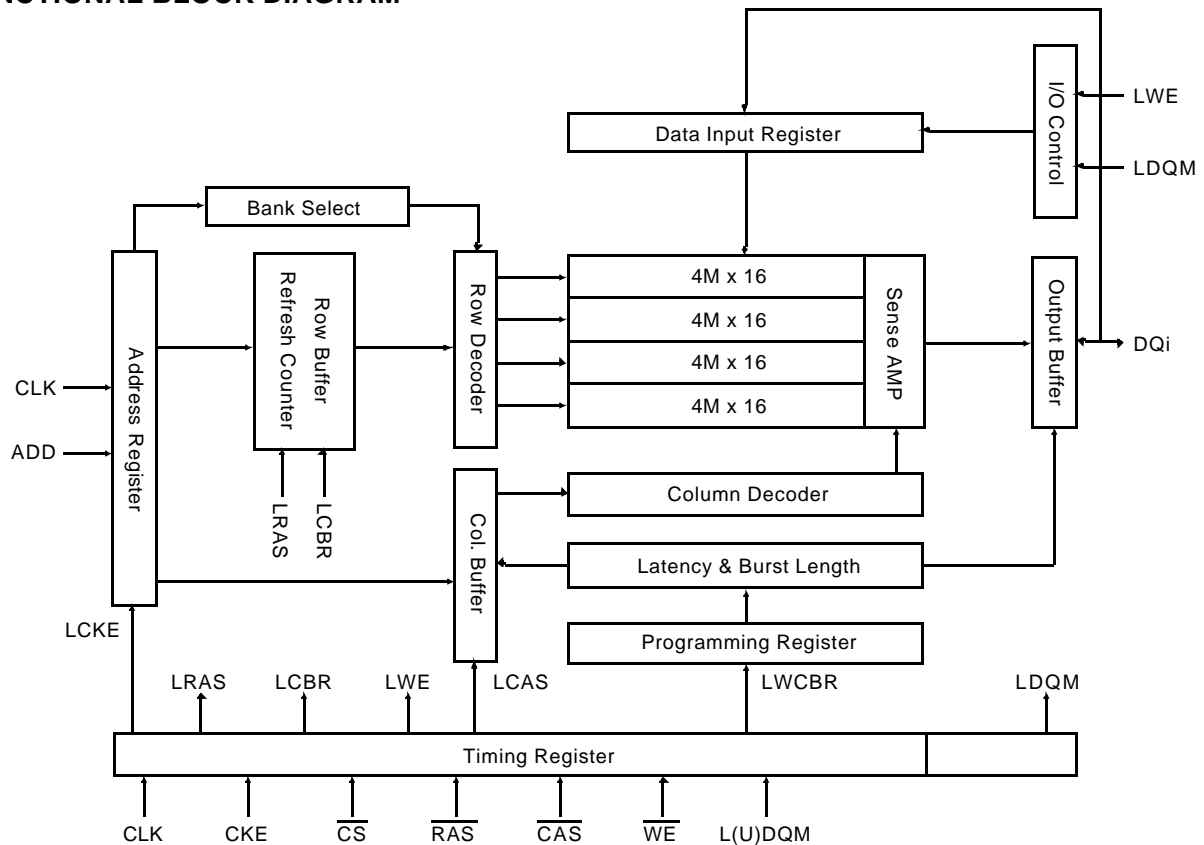 LWE
I/O Control
Data Input Register
LDQM
Bank Select
4M x 16
4M x 16
4M x 16
4M x 16
Sense AMP
Output Buffer
DQi
Row Decoder
Row Buffer
Refresh Counter
Address Register
CLK
ADD
LRAS
LCBR
Col. Buffer
Column Decoder
Latency & Burst Length
Programming Register
LCKE
LRAS
LCBR
LWE
LCAS
LWCBR
LDQM
Timing Register
CLK
CKE
CS
RAS
CAS
WE
L(U)DQM